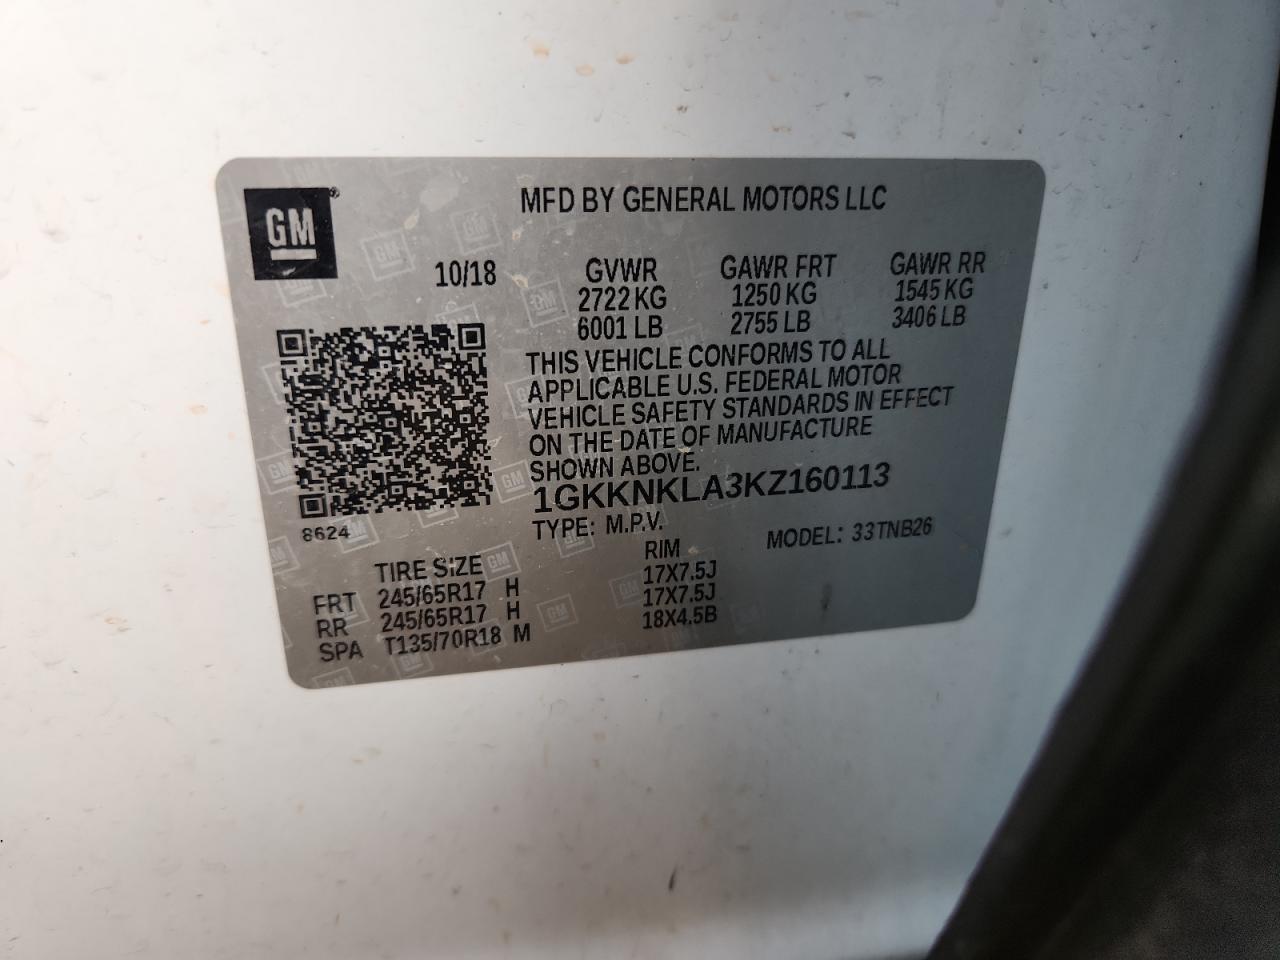 GM®
MFD BY GENERAL MOTORS LLC
10/18 GVWR GAWR FRT GAWR RR
2722 KG 1250 KG 1545 KG
6001 LB 2755 LB 3406 LB
THIS VEHICLE CONFORMS TO ALL
APPLICABLE U.S. FEDERAL MOTOR
VEHICLE SAFETY STANDARDS IN EFFECT
ON THE DATE OF MANUFACTURE
SHOWN ABOVE.
1GKKNKLA3KZ160113
8624
TYPE: M.P.V. MODEL: 33TNB26
TIRE SIZE RIM
FRT 245/65R17 H 17X7.5J
RR 245/65R17 H 17X7.5J
SPA T135/70R18 M 18X4.5B